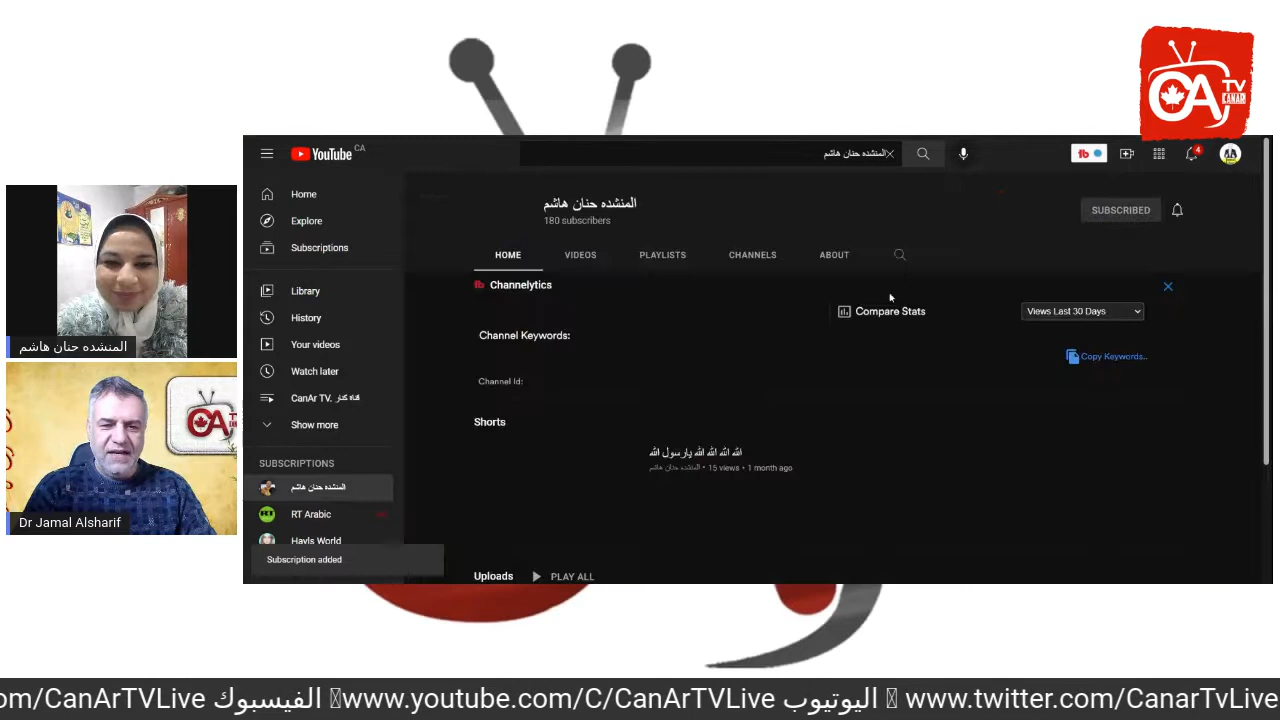 CA TV
CANAR
YouTube CA
المنشده حنان هاشم
4
Home
Explore
Subscriptions
Library
History
Your videos
Watch later
CanAr TV. قناة كنار
Show more
SUBSCRIPTIONS
المنشده حنان هاشم
RT Arabic
Hayls World
Subscription added
المنشده حنان هاشم
180 subscribers
SUBSCRIBED
HOME VIDEOS PLAYLISTS CHANNELS ABOUT
Channelytics
Compare Stats
Views Last 30 Days
Channel Keywords:
Copy Keywords..
Channel Id:
Shorts
الله الله الله الله يارسول الله
المنشده حنان هاشم • 15 views • 1 month ago
Uploads PLAY ALL
المنشده حنان هاشم
Dr Jamal Alsharif
om/CanArTVLive الفيسبوك www.youtube.com/C/CanArTVLive اليوتيوب www.twitter.com/CanarTvLive